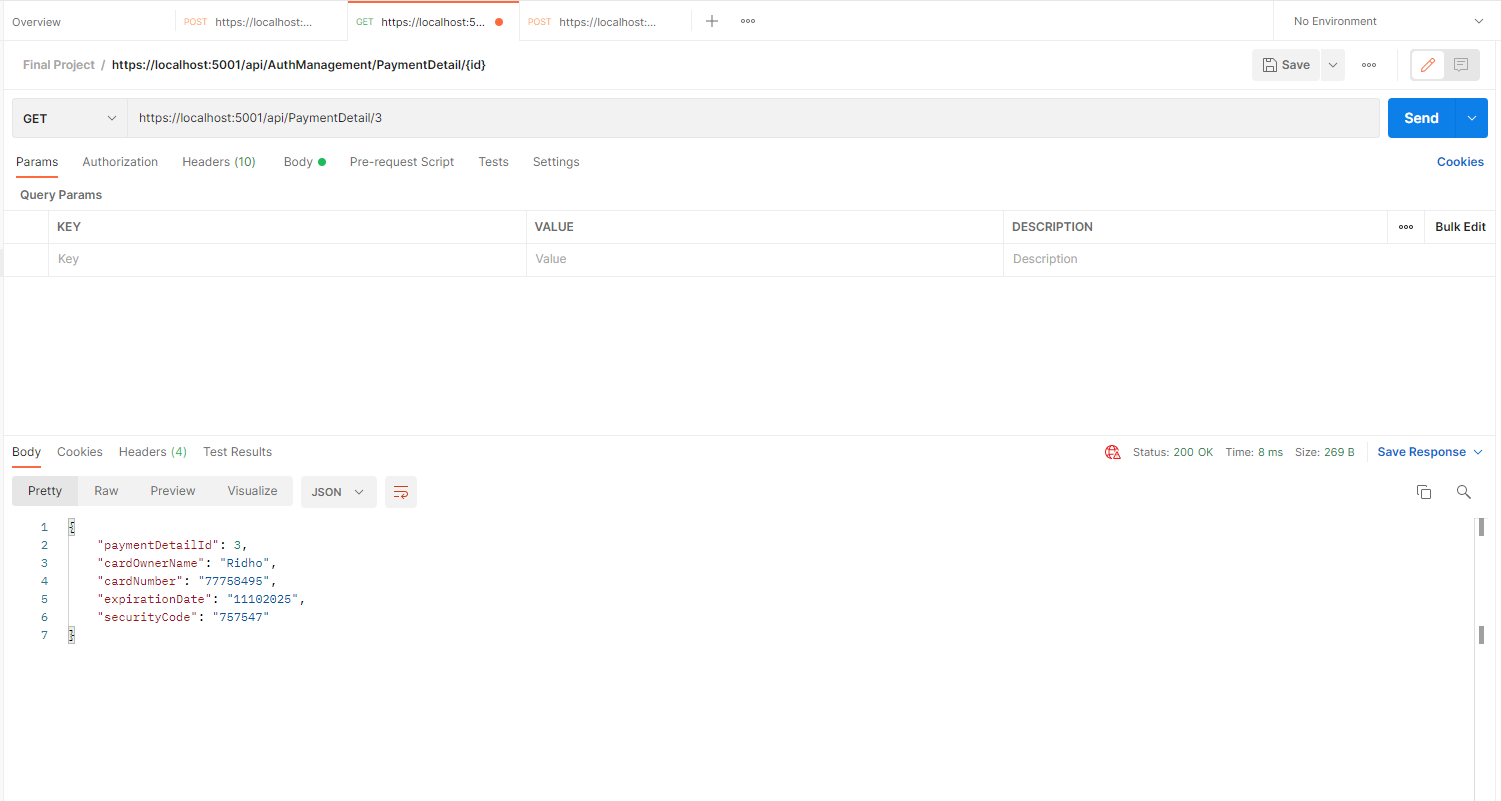 Overview POST https://localhost:... GET https://localhost:5... POST https://localhost:... No Environment
Final Project / https://localhost:5001/api/AuthManagement/PaymentDetail/{id} Save
GET https://localhost:5001/api/PaymentDetail/3 Send
Params Authorization Headers (10) Body Pre-request Script Tests Settings Cookies
Query Params
KEY VALUE DESCRIPTION Bulk Edit
Key Value Description
Body Cookies Headers (4) Test Results Status: 200 OK Time: 8 ms Size: 269 B Save Response
Pretty Raw Preview Visualize JSON
1 {
2 "paymentDetailId": 3,
3 "cardOwnerName": "Ridho",
4 "cardNumber": "77758495",
5 "expirationDate": "11102025",
6 "securityCode": "757547"
7 }